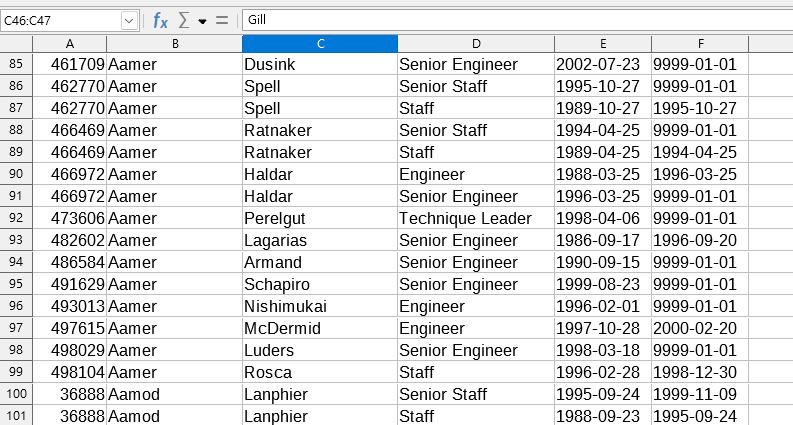 C46:C47 fx Σ = Gill
A B C D E F
85 461709 Aamer Dusink Senior Engineer 2002-07-23 9999-01-01
86 462770 Aamer Spell Senior Staff 1995-10-27 9999-01-01
87 462770 Aamer Spell Staff 1989-10-27 1995-10-27
88 466469 Aamer Ratnaker Senior Staff 1994-04-25 9999-01-01
89 466469 Aamer Ratnaker Staff 1989-04-25 1994-04-25
90 466972 Aamer Haldar Engineer 1988-03-25 1996-03-25
91 466972 Aamer Haldar Senior Engineer 1996-03-25 9999-01-01
92 473606 Aamer Perelgut Technique Leader 1998-04-06 9999-01-01
93 482602 Aamer Lagarias Senior Engineer 1986-09-17 1996-09-20
94 486584 Aamer Armand Senior Engineer 1990-09-15 9999-01-01
95 491629 Aamer Schapiro Senior Engineer 1999-08-23 9999-01-01
96 493013 Aamer Nishimukai Engineer 1996-02-01 9999-01-01
97 497615 Aamer McDermid Engineer 1997-10-28 2000-02-20
98 498029 Aamer Luders Senior Engineer 1998-03-18 9999-01-01
99 498104 Aamer Rosca Staff 1996-02-28 1998-12-30
100 36888 Aamod Lanphier Senior Staff 1995-09-24 1999-11-09
101 36888 Aamod Lanphier Staff 1988-09-23 1995-09-24